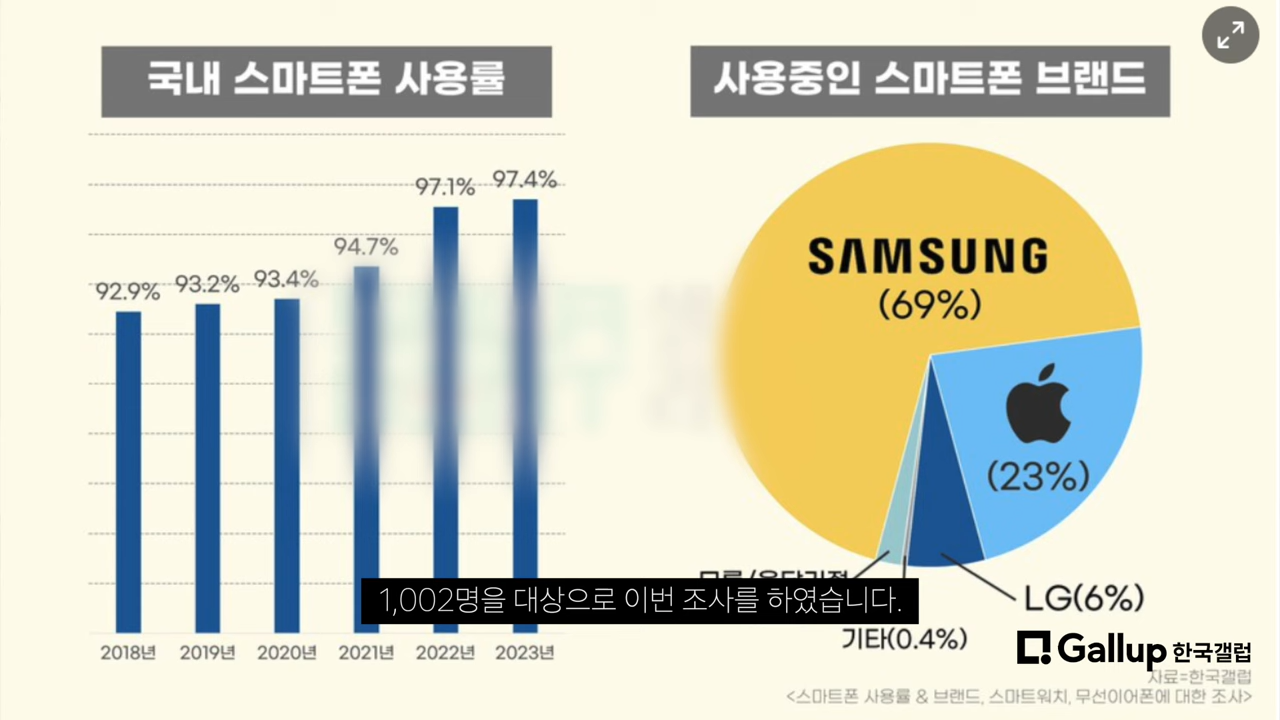 국내 스마트폰 사용률
92.9%
93.2%
93.4%
94.7%
97.1%
97.4%
2018년
2019년
2020년
2021년
2022년
2023년
사용중인 스마트폰 브랜드
SAMSUNG
(69%)
(23%)
LG(6%)
기타(0.4%)
1,002명을 대상으로 이번 조사를 하였습니다.
Gallup 한국갤럽
자료=한국갤럽
<스마트폰 사용률 & 브랜드, 스마트워치, 무선이어폰에 대한 조사>